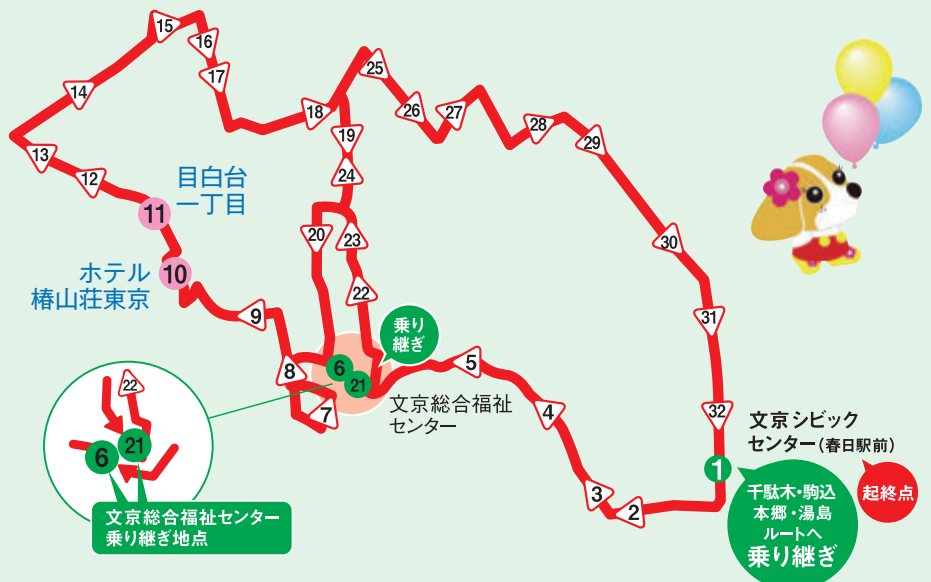 15
16
17
14
13
12
目白台
一丁目
11
ホテル
椿山荘東京
10
9
8
7
18
19
24
20
23
22
25
26
27
28
29
30
31
32
乗り
継ぎ
6
21
文京総合福祉
センター
5
4
3
2
1
文京シビック
センター(春日駅前)
起終点
千駄木・駒込
本郷・湯島
ルートへ
乗り継ぎ
22
6
21
文京総合福祉センター
乗り継ぎ地点